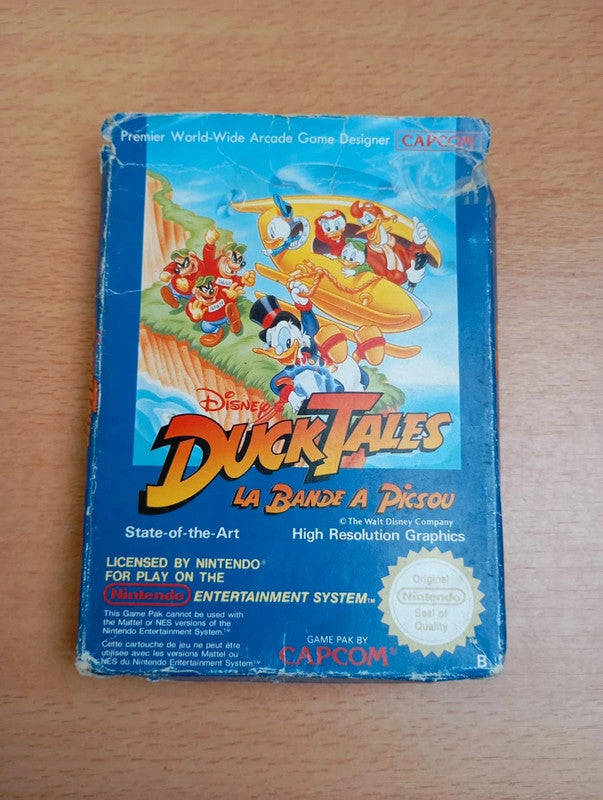 Premier World-Wide Arcade Game Designer CAPCOM
Disney's
DUCKTALES
LA BANDE A PICSOU
© The Walt Disney Company
State-of-the-Art High Resolution Graphics
LICENSED BY NINTENDO®
FOR PLAY ON THE
Nintendo ENTERTAINMENT SYSTEM™
This Game Pak cannot be used with
the Mattel or NES versions of the
Nintendo Entertainment System.™
Cette cartouche de jeu ne peut être
utilisée avec les versions Mattel ou
NES du Nintendo Entertainment System™
GAME PAK BY
CAPCOM®
Original
Nintendo
Seal of
Quality
TM
B